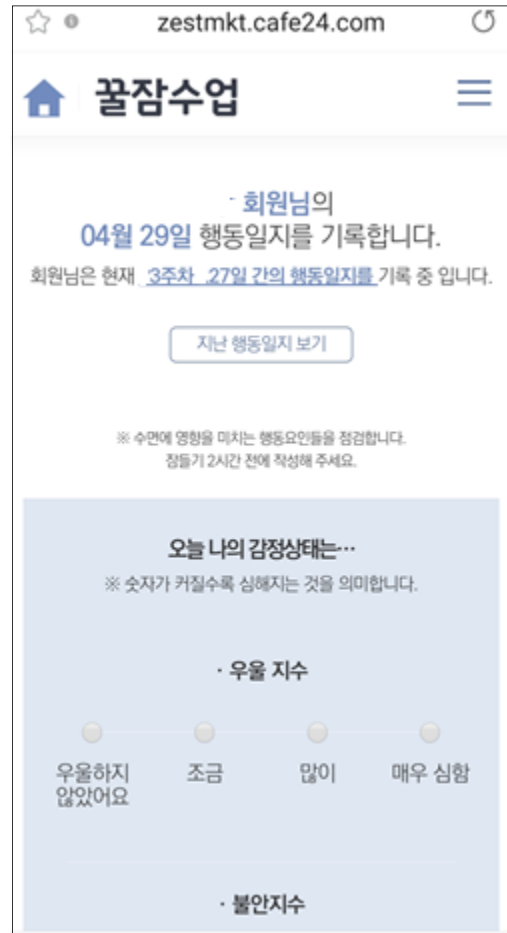 zestmkt.cafe24.com
꿀잠수업
회원님의
04월 29일 행동일지를 기록합니다.
회원님은 현재 3주차 .27일 간의 행동일지를 기록 중 입니다.
지난 행동일지 보기
※ 수면에 영향을 미치는 행동요인들을 점검합니다.
잠들기 2시간 전에 작성해 주세요.
오늘 나의 감정상태는···
※ 숫자가 커질수록 심해지는 것을 의미합니다.
· 우울 지수
우울하지 조금 많이 매우 심함
않았어요
· 불안지수